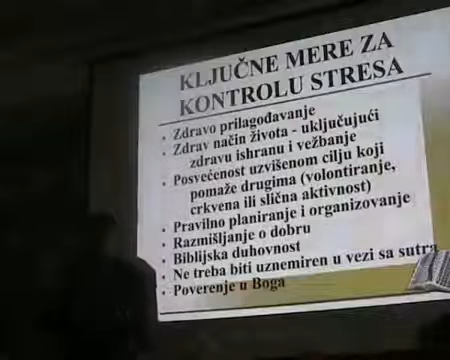 KLJUČNE MERE ZA
KONTROLU STRESA
• Zdravo prilagođavanje
• Zdrav način života - uključujući
zdravu ishranu i vežbanje
• Posvećenost uzvišenom cilju koji
pomaže drugima (volontiranje,
crkvena ili slična aktivnost)
• Pravilno planiranje i organizovanje
• Razmišljanje o dobru
• Biblijska duhovnost
• Ne treba biti uznemiren u vezi sa sutra
• Poverenje u Boga